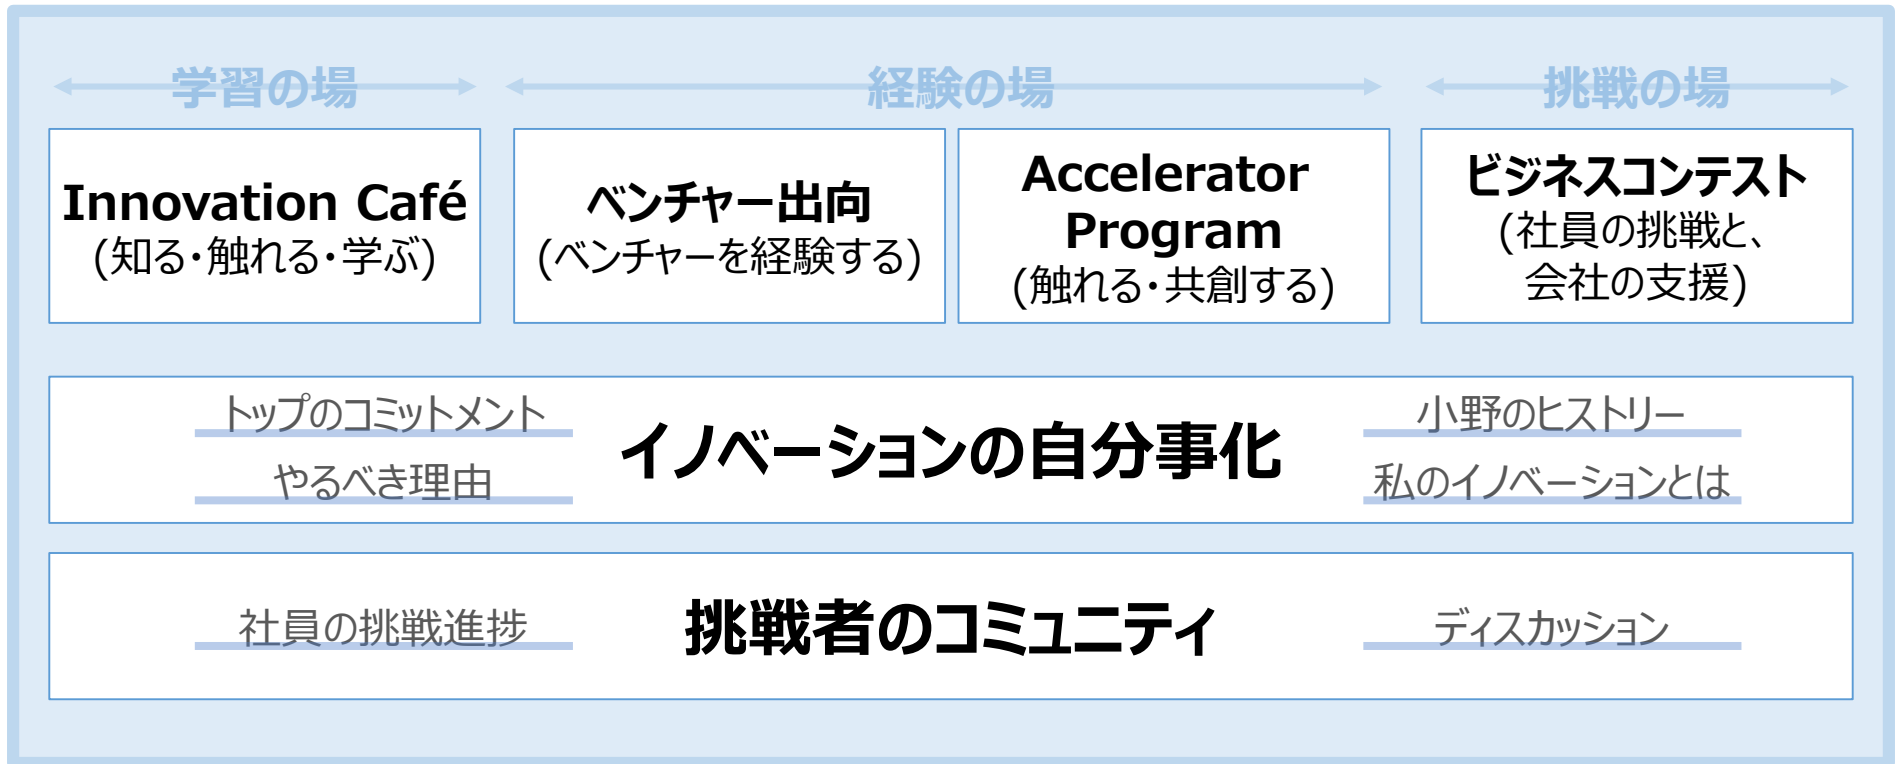 学習の場
経験の場
挑戦の場
Innovation Café
(知る・触れる・学ぶ)
ベンチャー出向
(ベンチャーを経験する)
Accelerator
Program
(触れる・共創する)
ビジネスコンテスト
(社員の挑戦と、
会社の支援)
トップのコミットメント
やるべき理由
イノベーションの自分事化
小野のヒストリー
私のイノベーションとは
社員の挑戦進捗
挑戦者のコミュニティ
ディスカッション